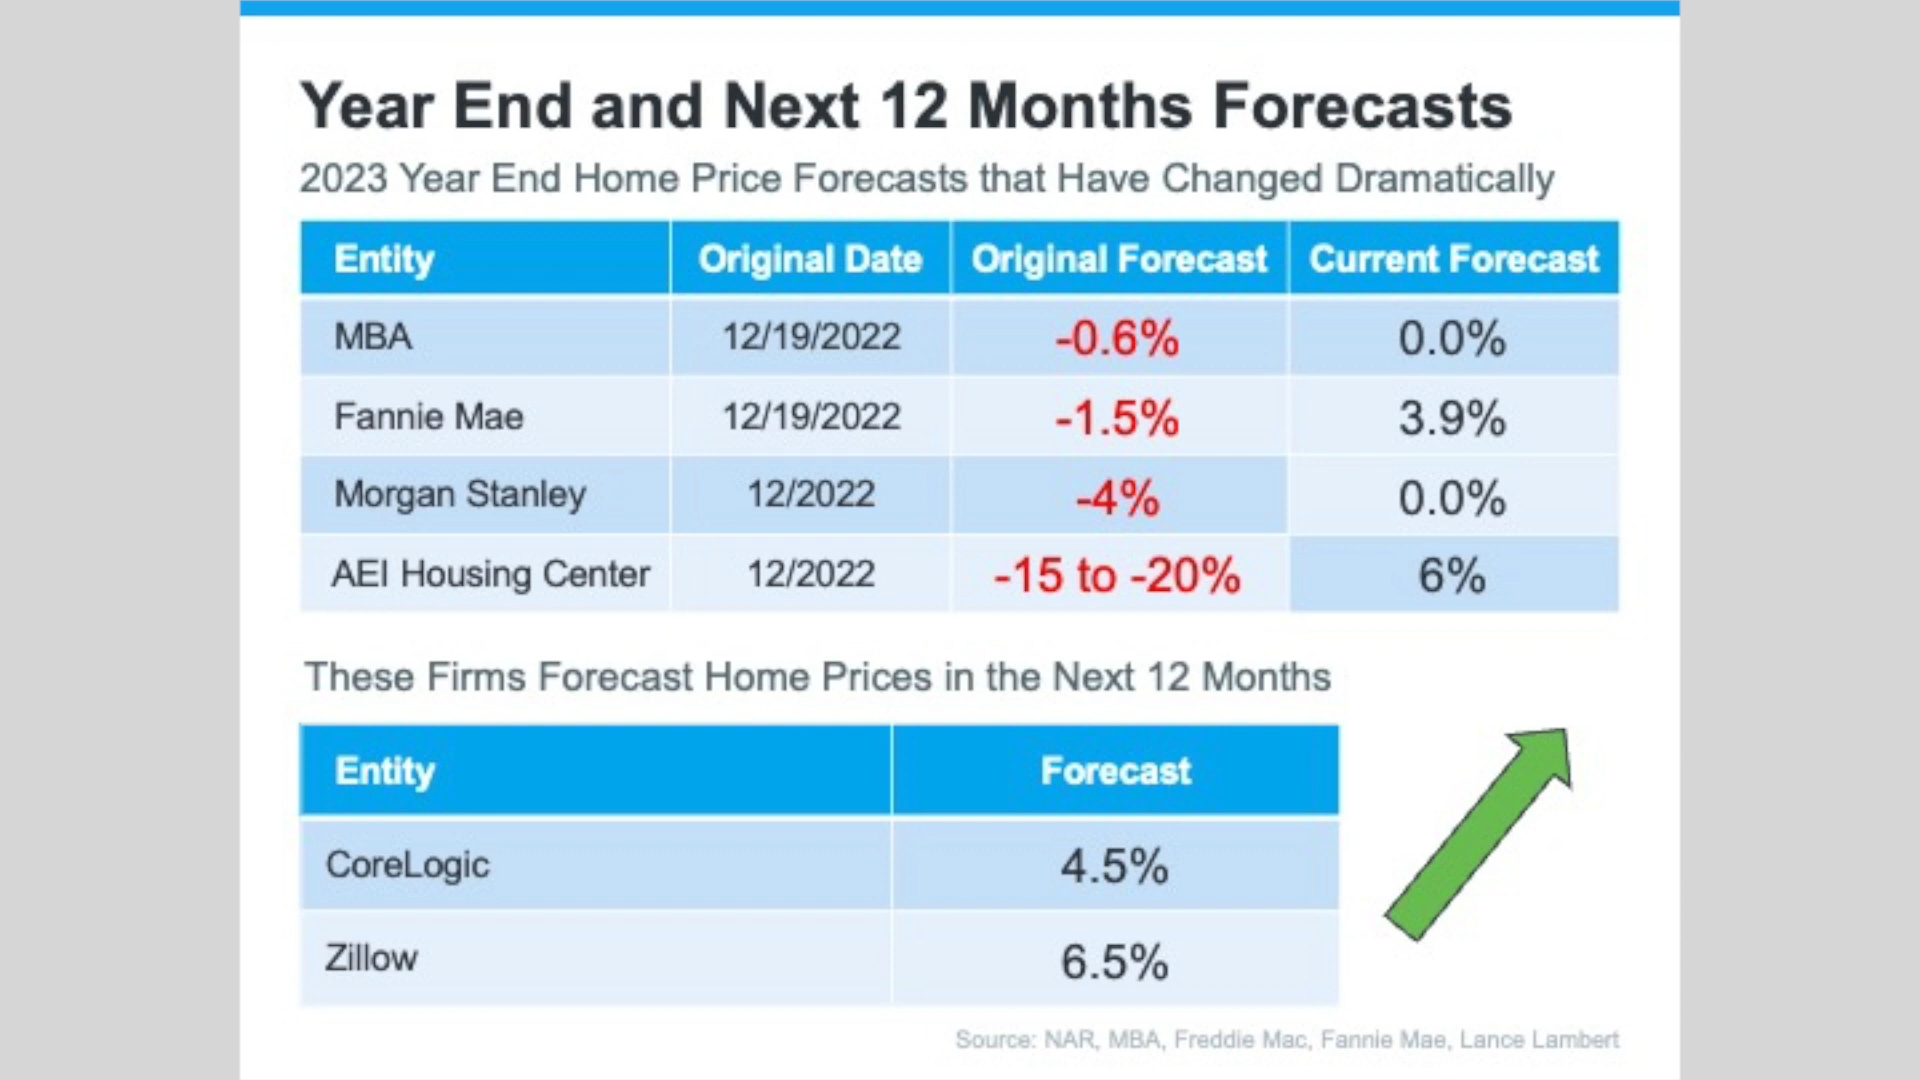 Year End and Next 12 Months Forecasts
2023 Year End Home Price Forecasts that Have Changed Dramatically
Entity Original Date Original Forecast Current Forecast
MBA 12/19/2022 -0.6% 0.0%
Fannie Mae 12/19/2022 -1.5% 3.9%
Morgan Stanley 12/2022 -4% 0.0%
AEI Housing Center 12/2022 -15 to -20% 6%
These Firms Forecast Home Prices in the Next 12 Months
Entity Forecast
CoreLogic 4.5%
Zillow 6.5%
Source: NAR, MBA, Freddie Mac, Fannie Mae, Lance Lambert